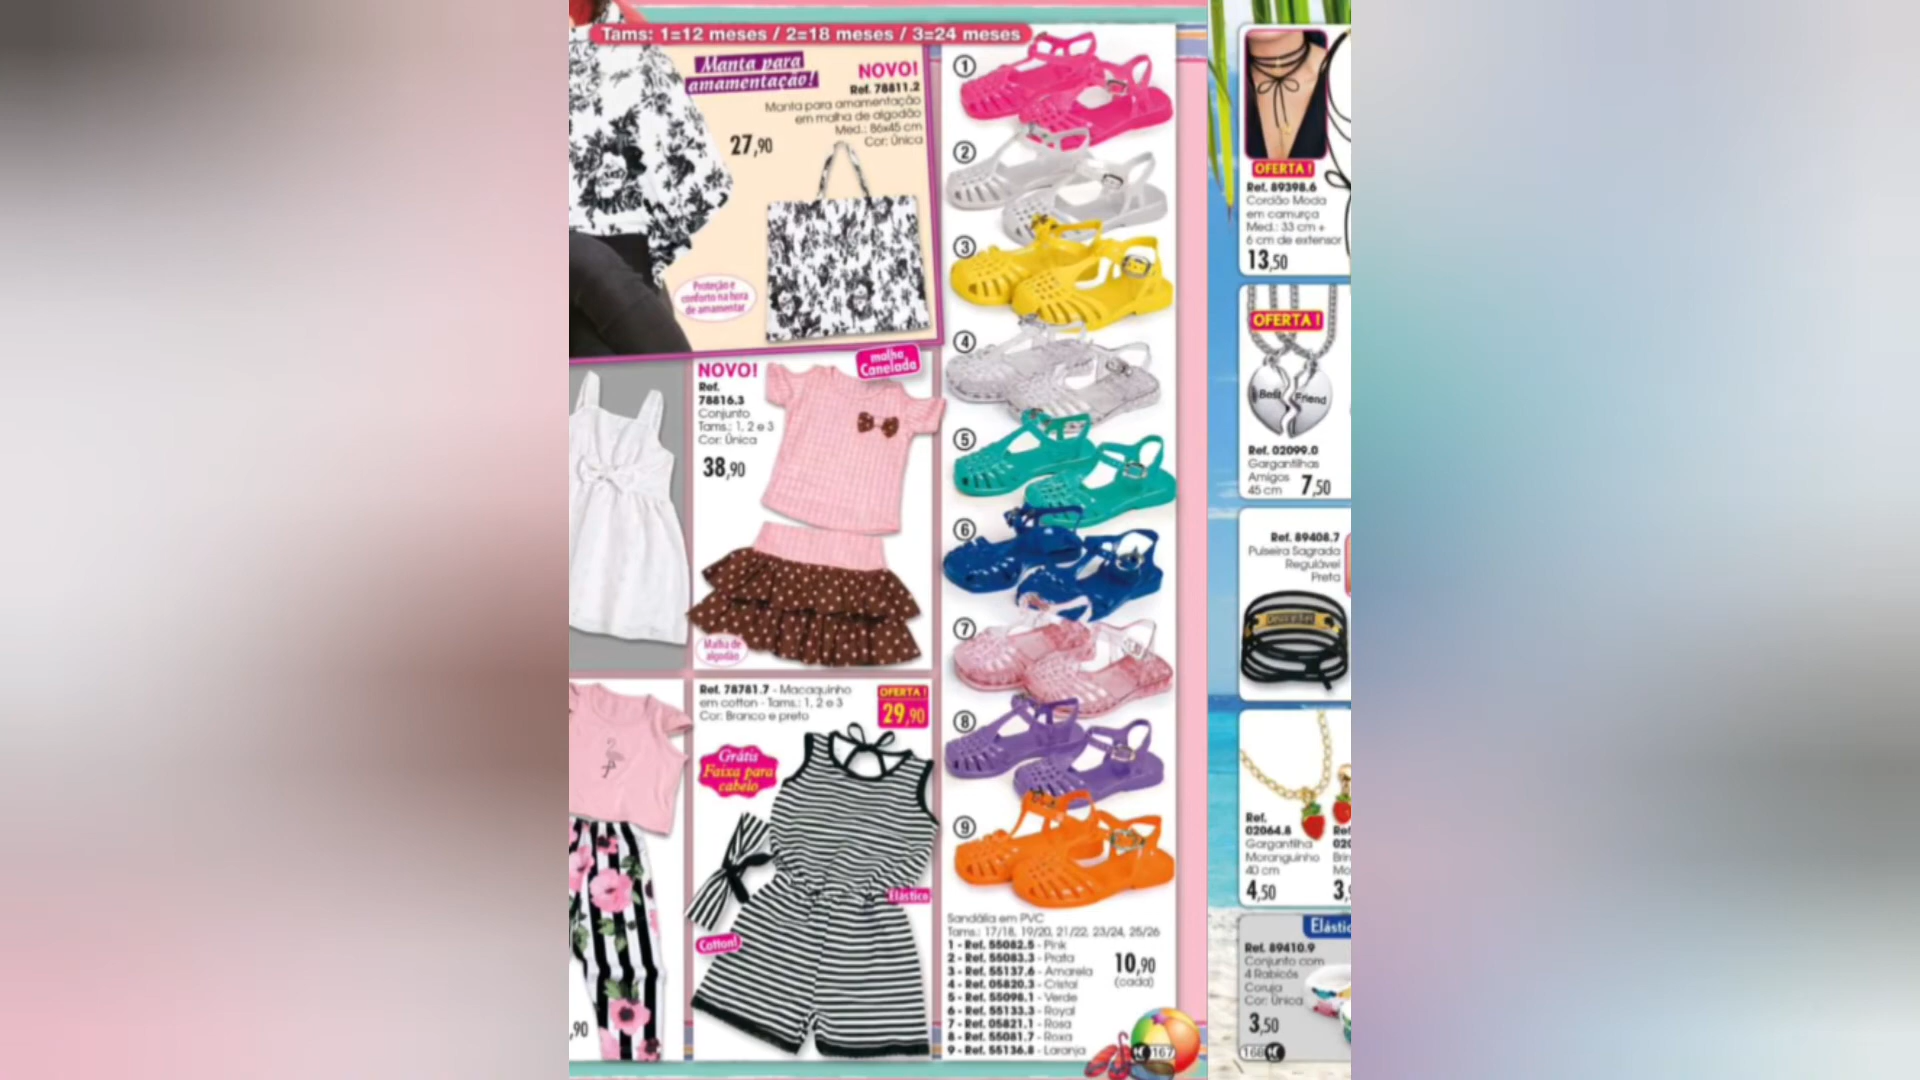 Tams: 1=12 meses / 2=18 meses / 3=24 meses
Manta para
amamentação!
NOVO!
Ref. 78811.2
Manta para amamentação
em malha de algodão
Med.: 86x45 cm
Cor: Única
27,90
Proteção e
conforto na hora
de amamentar
malha
Canelada
NOVO!
Ref.
78816.3
Conjunto
Tams.: 1, 2 e 3
Cor: Única
38,90
Malha de
algodão
Ref. 78781.7 - Macaquinho
em cotton - Tams.: 1, 2 e 3
Cor: Branco e preto
OFERTA!
29,90
Grátis
Faixa para
cabelo
Elástico
Cotton!
,90
1
2
3
4
5
6
7
8
9
Sandália em PVC
Tams.: 17/18, 19/20, 21/22, 23/24, 25/26
1 - Ref. 55082.5 - Pink
2 - Ref. 55083.3 - Prata
3 - Ref. 55137.6 - Amarela
4 - Ref. 05820.3 - Cristal
5 - Ref. 55098.1 - Verde
6 - Ref. 55133.3 - Royal
7 - Ref. 05821.1 - Rosa
8 - Ref. 55081.7 - Roxa
9 - Ref. 55136.8 - Laranja
10,90
(cada)
167
OFERTA !
Ref. 89398.6
Cordão Moda
em camurça
Med.: 33 cm +
6 cm de extensor
13,50
OFERTA !
Best Friend
Ref. 02099.0
Gargantilhas
Amigos
45 cm 7,50
Ref. 89408.7
Pulseira Sagrada
Regulável
Preta
Ref.
02064.8
Gargantilha
Moranguinho
40 cm
4,50
3,
Elástic
Ref. 89410.9
Conjunto com
4 Rabicós
Coruja
Cor: Única
3,50
168